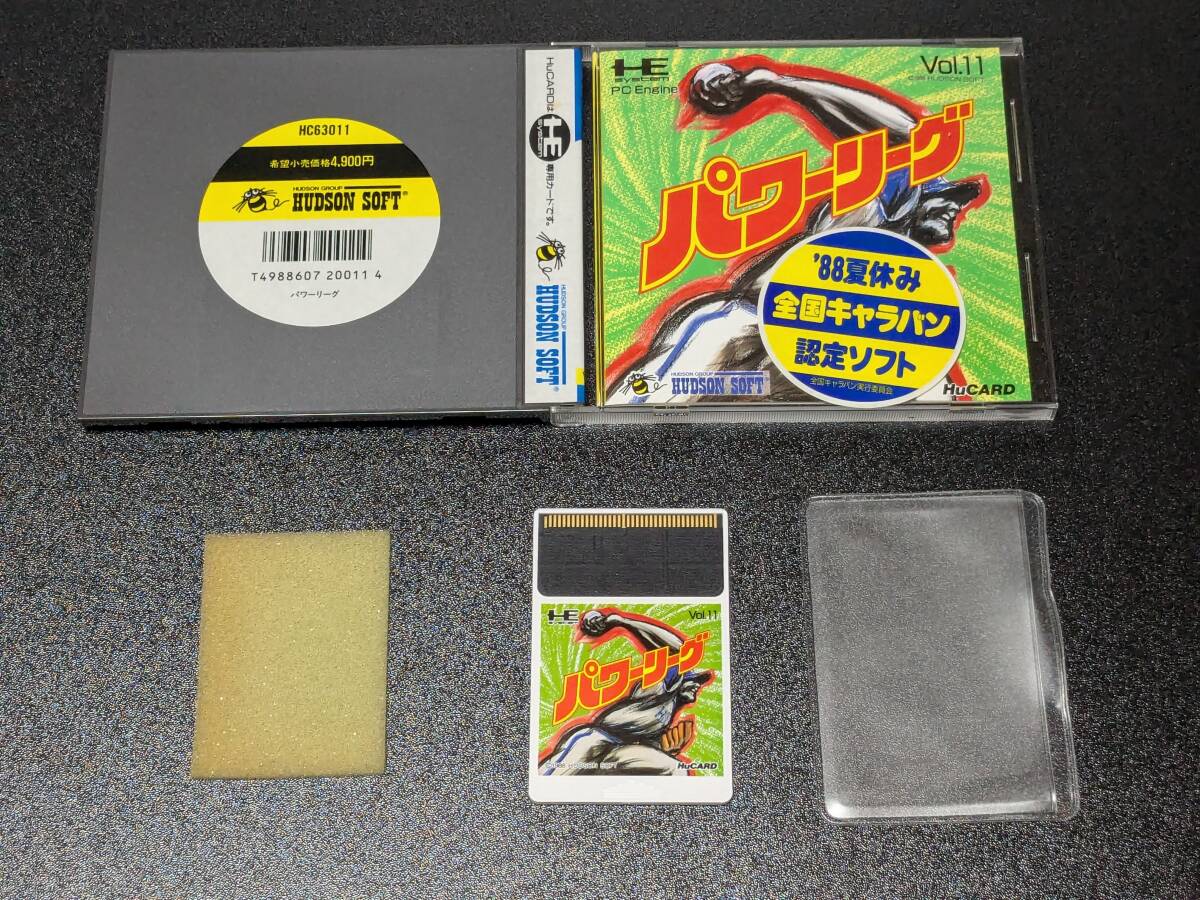 HC63011
希望小売価格4,900円
HUDSON GROUP
HUDSON SOFT®
T4988607 20011 4
パワーリーグ
HuCARDは
HE
system
専用カードです。
HUDSON GROUP
HUDSON SOFT
HE
system
PC Engine
Vol.11
©1988 HUDSON SOFT
パワーリーグ
'88夏休み
全国キャラバン
認定ソフト
全国キャラバン実行委員会
HUDSON GROUP
HUDSON SOFT
HuCARD
HE
system
Vol.11
パワーリーグ
©1988 HUDSON SOFT
HuCARD